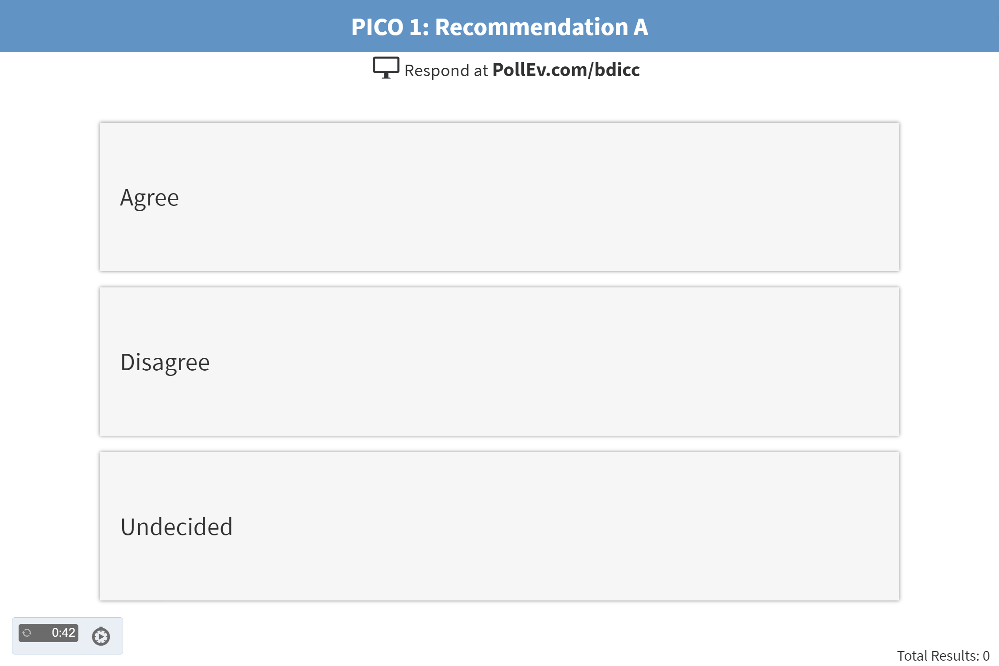 PICO 1: Recommendation A
Respond at PollEv.com/bdicc
Agree
Disagree
Undecided
0:42
Total Results: 0